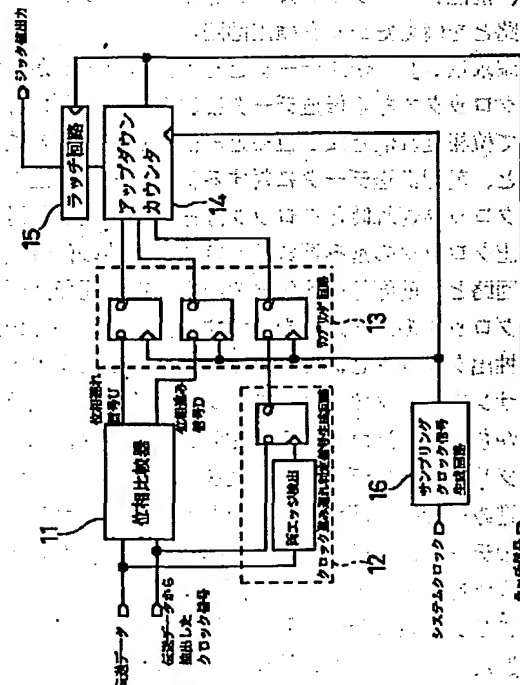 ジッタ値出力
ラッチ回路
15
アップダウン
カウンタ
14
サンプリング回路
13
位相遅れ
信号U
位相進み
信号D
位相比較器
11
両エッジ検出
クロック進み遅れ判定信号生成回路
12
伝送データ
伝送データから
抽出した
クロック信号
16
サンプリング
クロック信号
生成回路
システムクロック